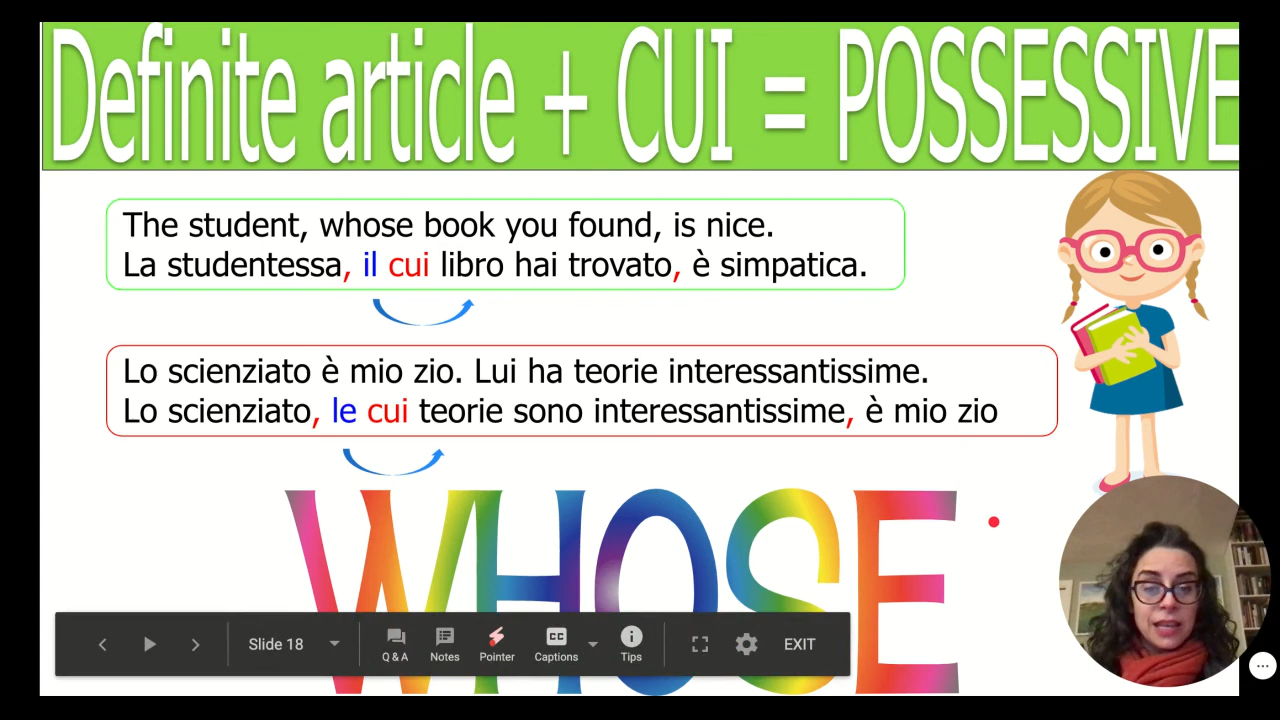 Definite article + CUI = POSSESSIVE
The student, whose book you found, is nice.
La studentessa, il cui libro hai trovato, è simpatica.
Lo scienziato è mio zio. Lui ha teorie interessantissime.
Lo scienziato, le cui teorie sono interessantissime, è mio zio
WHOSE
Slide 18
Q & A
Notes
Pointer
CC
Captions
Tips
EXIT